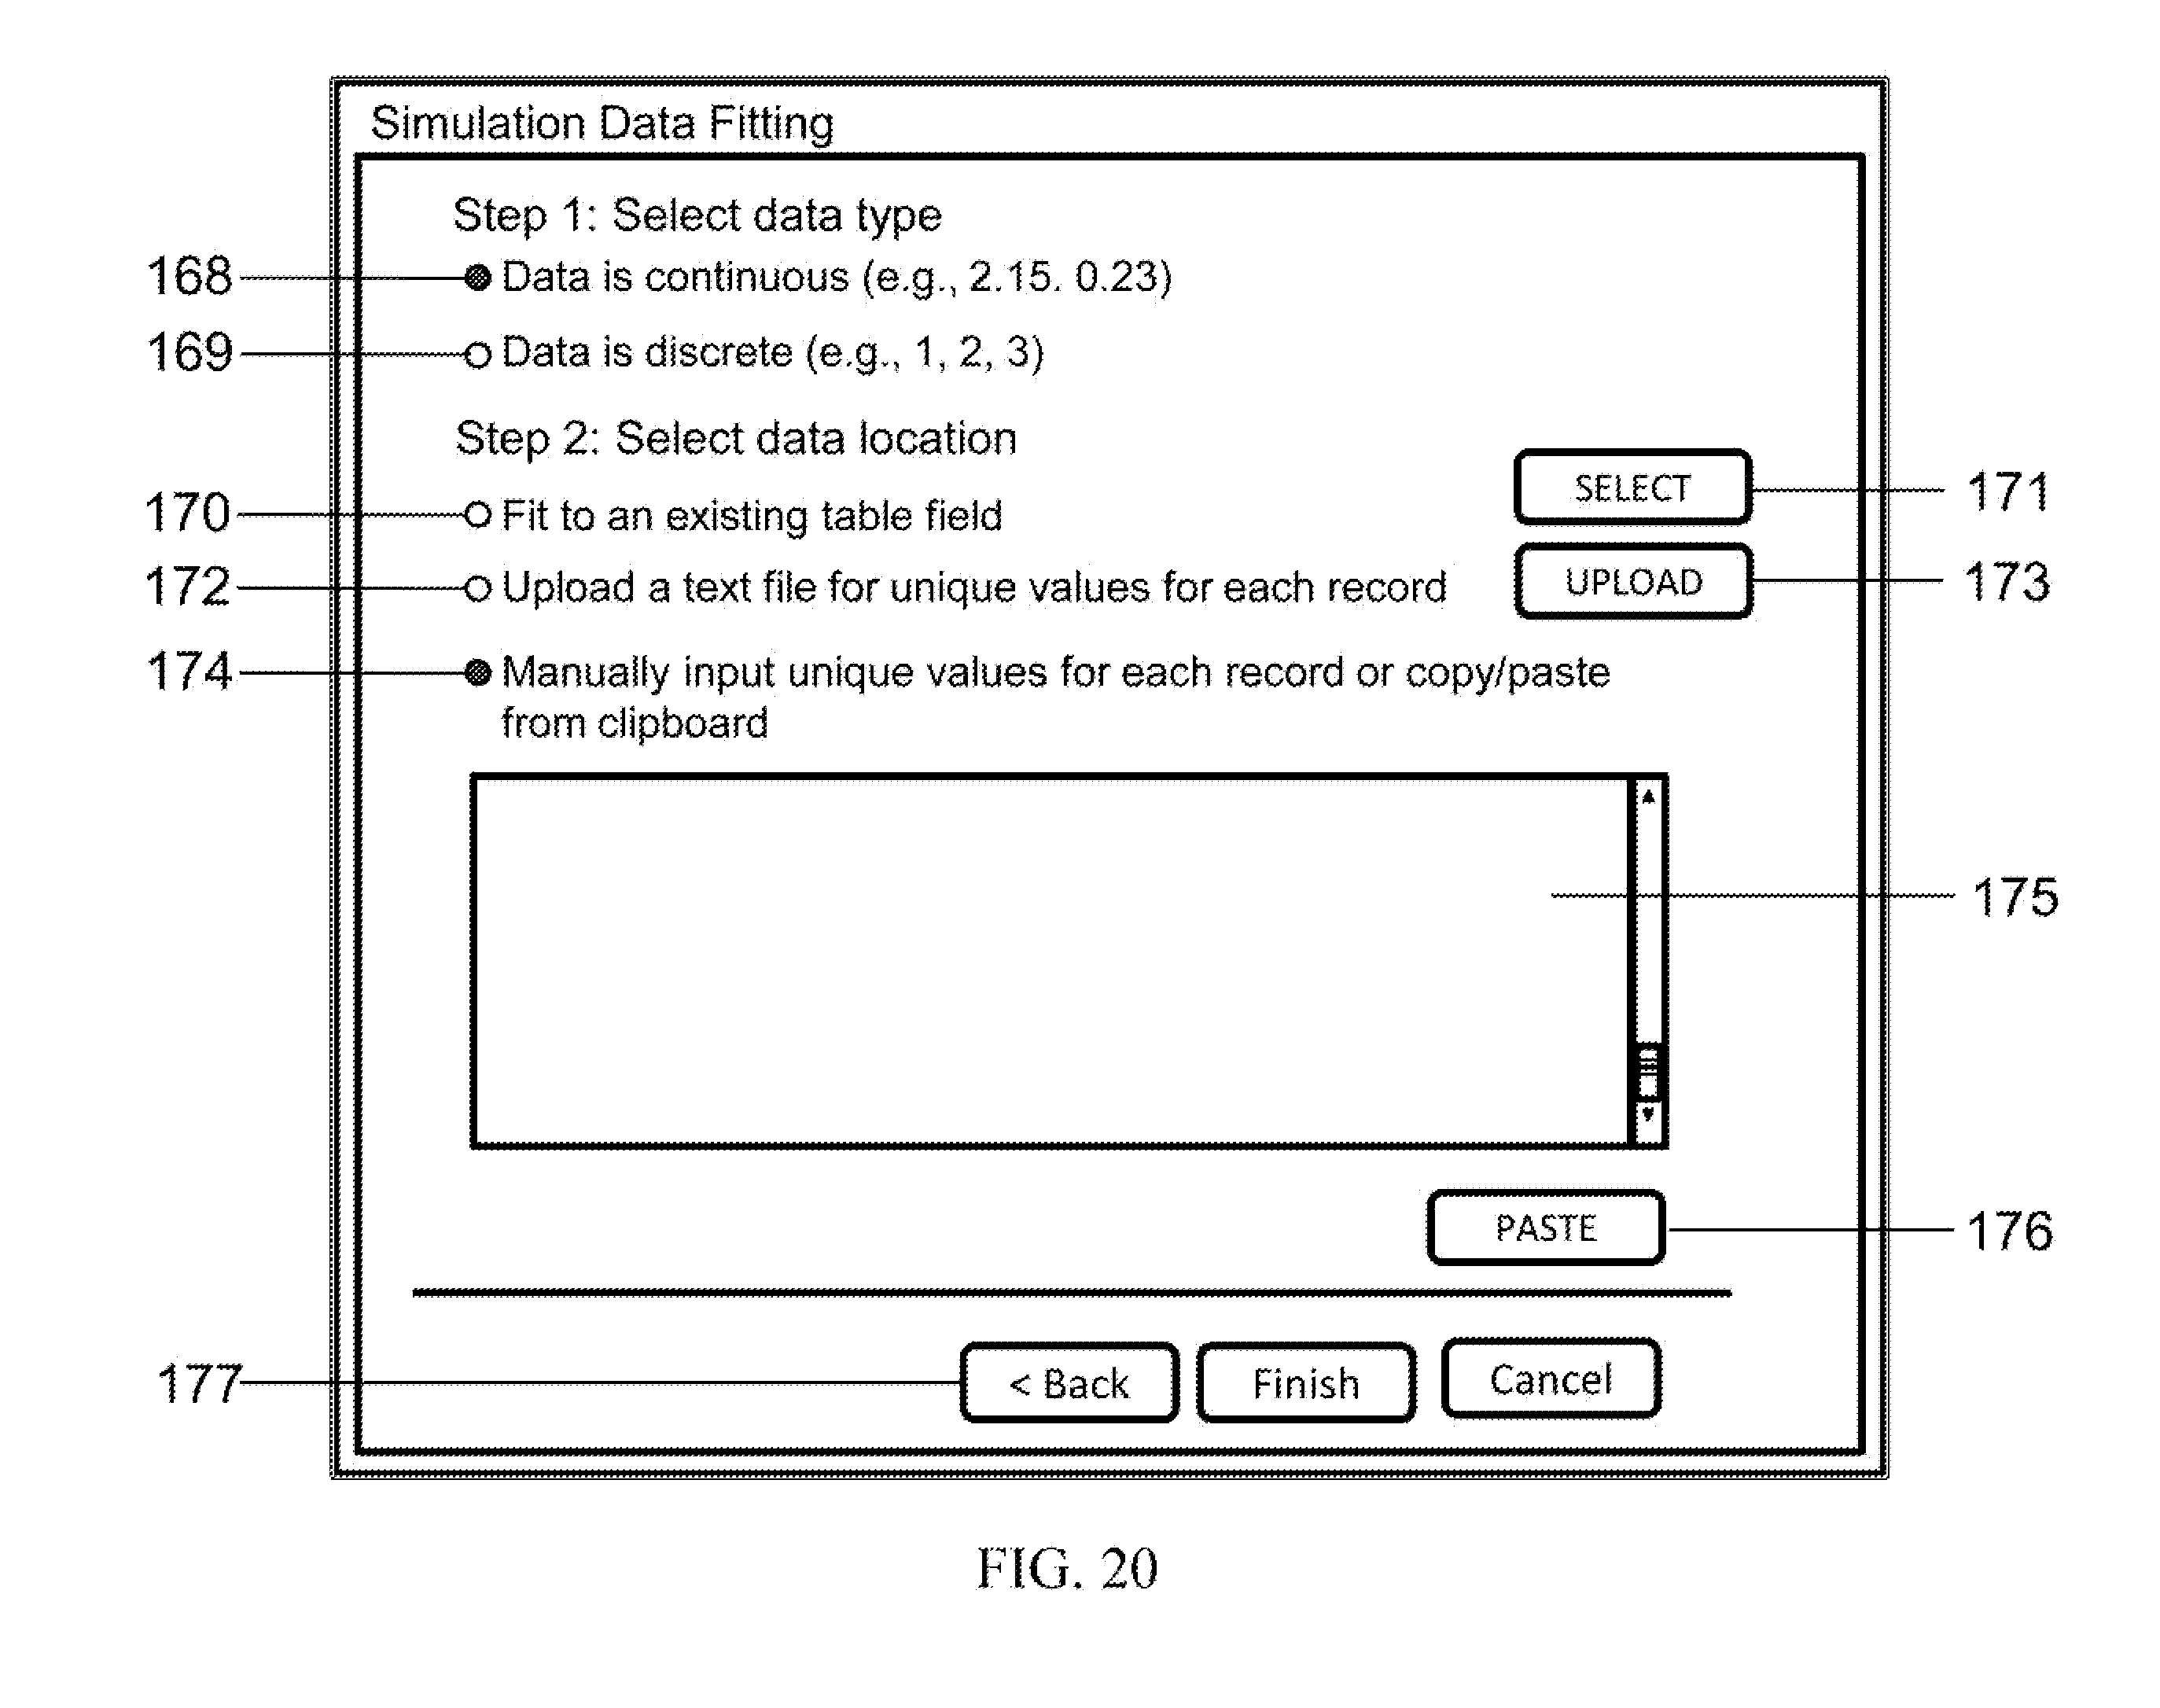 Simulation Data Fitting
Step 1: Select data type
168 Data is continuous (e.g., 2.15. 0.23)
169 Data is discrete (e.g., 1, 2, 3)
Step 2: Select data location
SELECT 171
170 Fit to an existing table field
172 Upload a text file for unique values for each record UPLOAD 173
174 Manually input unique values for each record or copy/paste
from clipboard
175
PASTE 176
177 < Back Finish Cancel
FIG. 20